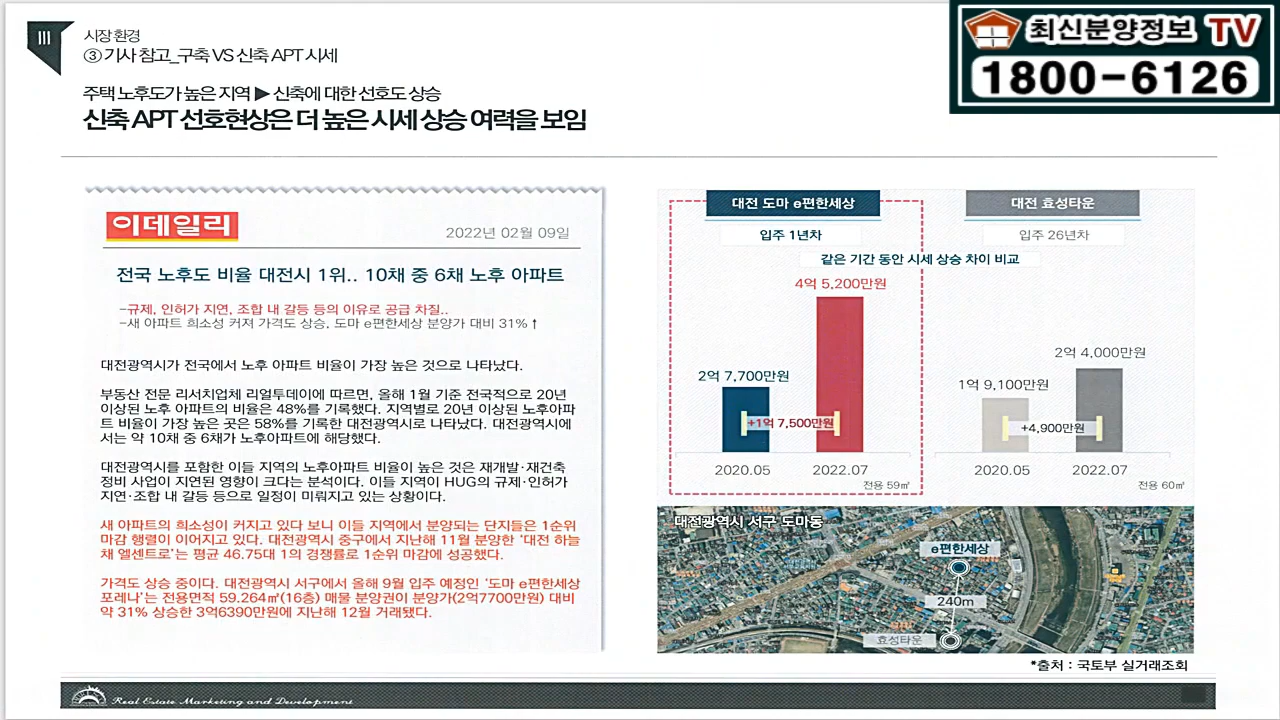 III
시장 환경
③ 기사 참고_구축 VS 신축 APT 시세
최신분양정보 TV
1800-6126
주택 노후도가 높은 지역 ▶ 신축에 대한 선호도 상승
신축 APT 선호현상은 더 높은 시세 상승 여력을 보임
이데일리
2022년 02월 09일
전국 노후도 비율 대전시 1위.. 10채 중 6채 노후 아파트
-규제, 인허가 지연, 조합 내 갈등 등의 이유로 공급 차질..
-새 아파트 희소성 커져 가격도 상승, 도마 e편한세상 분양가 대비 31%↑
대전광역시가 전국에서 노후 아파트 비율이 가장 높은 것으로 나타났다.
부동산 전문 리서치업체 리얼투데이에 따르면, 올해 1월 기준 전국적으로 20년
이상된 노후 아파트의 비율은 48%를 기록했다. 지역별로 20년 이상된 노후아파
트 비율이 가장 높은 곳은 58%를 기록한 대전광역시로 나타났다. 대전광역시에
서는 약 10채 중 6채가 노후아파트에 해당했다.
대전광역시를 포함한 이들 지역의 노후아파트 비율이 높은 것은 재개발·재건축
정비 사업이 지연된 영향이 크다는 분석이다. 이들 지역이 HUG의 규제·인허가
지연·조합 내 갈등 등으로 일정이 미뤄지고 있는 상황이다.
새 아파트의 희소성이 커지고 있다 보니 이들 지역에서 분양되는 단지들은 1순위
마감 행렬이 이어지고 있다. 대전광역시 중구에서 지난해 11월 분양한 '대전 하늘
채 엘센트로'는 평균 46.75대 1의 경쟁률로 1순위 마감에 성공했다.
가격도 상승 중이다. 대전광역시 서구에서 올해 9월 입주 예정인 '도마 e편한세상
포레나'는 전용면적 59.264㎡(16층) 매물 분양권이 분양가(2억7700만원) 대비
약 31% 상승한 3억6390만원에 지난해 12월 거래됐다.
대전 도마 e편한세상
대전 효성타운
입주 1년차
입주 26년차
같은 기간 동안 시세 상승 차이 비교
4억 5,200만원
2억 7,700만원
+1억 7,500만원
2020.05
2022.07
전용 59㎡
2억 4,000만원
1억 9,100만원
+4,900만원
2020.05
2022.07
전용 60㎡
대전광역시 서구 도마동
e편한세상
240m
효성타운
*출처 : 국토부 실거래조회
Real Estate Marketing and Development